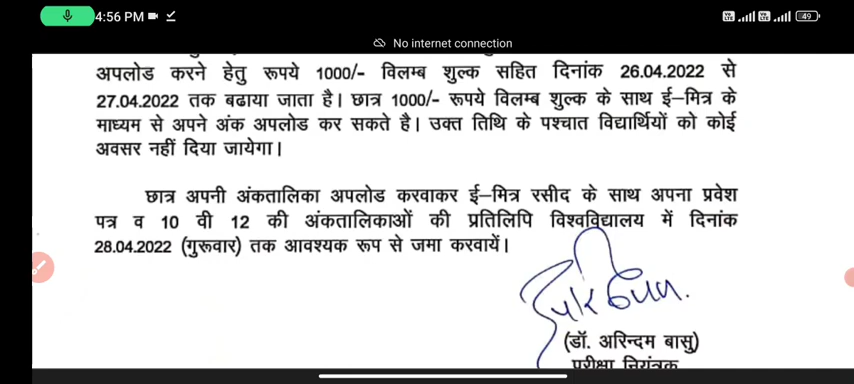 4:56 PM
49
No internet connection
अपलोड करने हेतु रूपये 1000/- विलम्ब शुल्क सहित दिनांक 26.04.2022 से
27.04.2022 तक बढाया जाता है। छात्र 1000/- रूपये विलम्ब शुल्क के साथ ई–मित्र के
माध्यम से अपने अंक अपलोड कर सकते है। उक्त तिथि के पश्चात विद्यार्थियों को कोई
अवसर नहीं दिया जायेगा।
छात्र अपनी अंकतालिका अपलोड करवाकर ई–मित्र रसीद के साथ अपना प्रवेश
पत्र व 10 वी 12 की अंकतालिकाओं की प्रतिलिपि विश्वविद्यालय में दिनांक
28.04.2022 (गुरूवार) तक आवश्यक रूप से जमा करवायें।
(डॉ. अरिन्दम बासु)
परीक्षा नियंत्रक